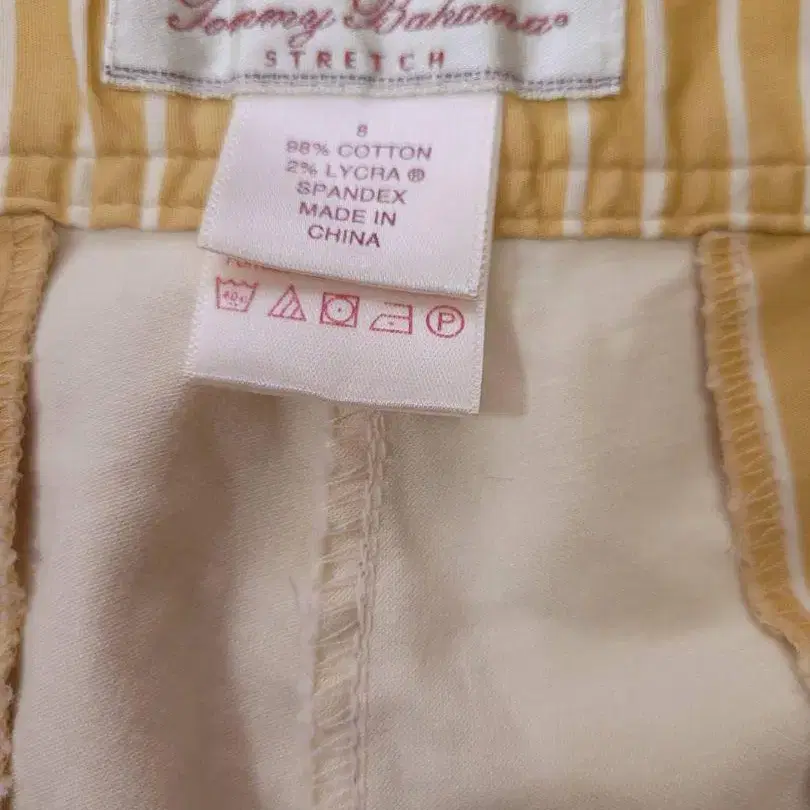 Tommy Bahama®
STRETCH
8
98% COTTON
2% LYCRA ®
SPANDEX
MADE IN
CHINA
40°C
P